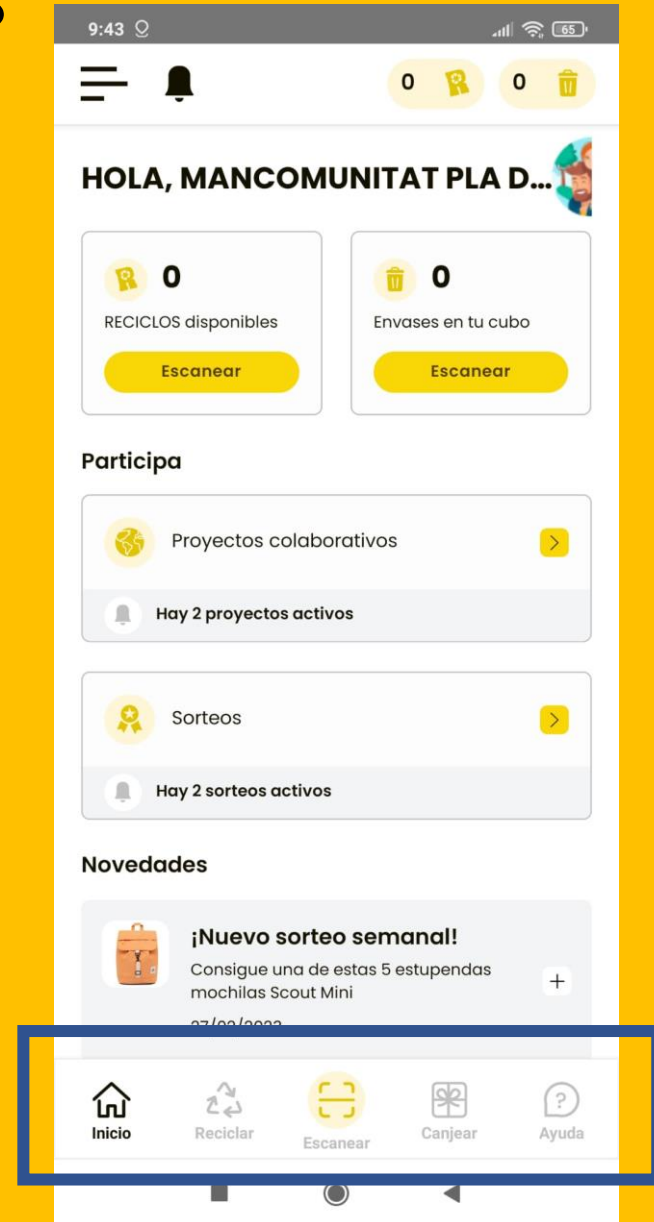 9:43
65
0
0
HOLA, MANCOMUNITAT PLA D...
0
RECICLOS disponibles
Escanear
0
Envases en tu cubo
Escanear
Participa
Proyectos colaborativos
Hay 2 proyectos activos
Sorteos
Hay 2 sorteos activos
Novedades
¡Nuevo sorteo semanal!
Consigue una de estas 5 estupendas
mochilas Scout Mini
+
Inicio
Reciclar
Escanear
Canjear
?
Ayuda